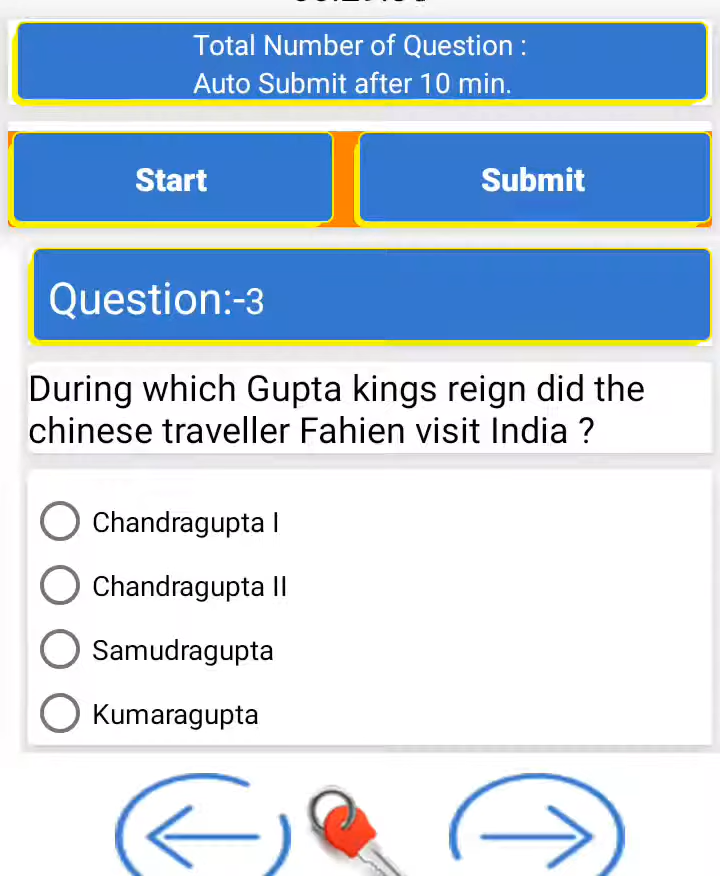 Total Number of Question :
Auto Submit after 10 min.
Start
Submit
Question:-3
During which Gupta kings reign did the
chinese traveller Fahien visit India ?
Chandragupta I
Chandragupta II
Samudragupta
Kumaragupta